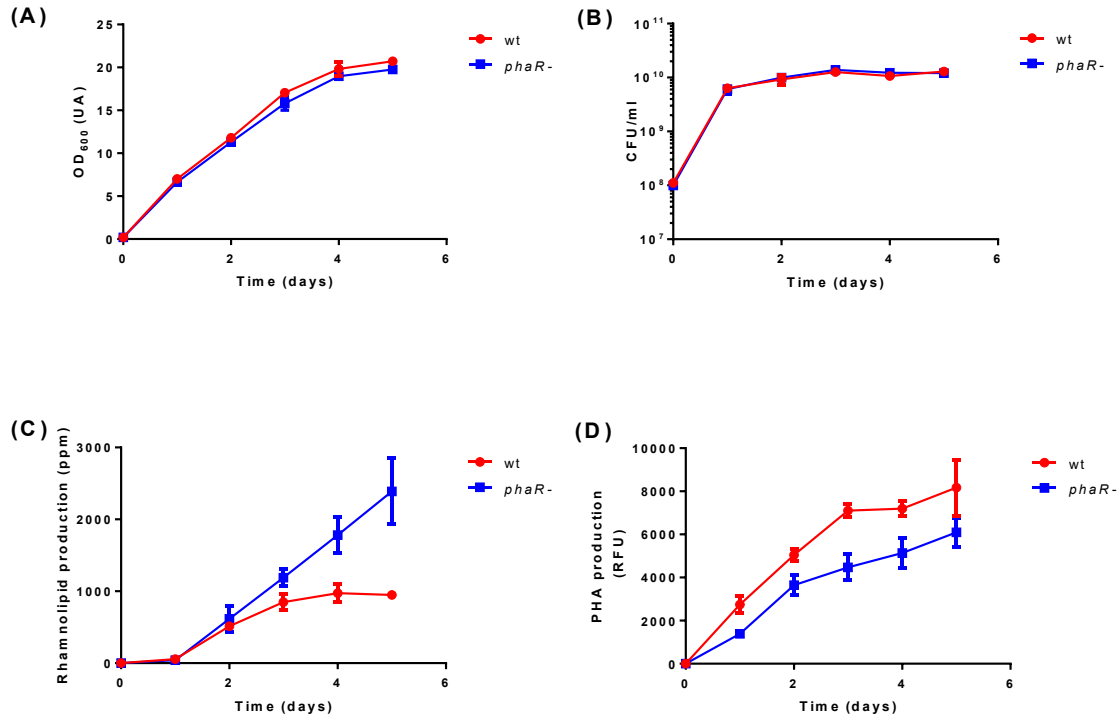 (A)
25
20
15
10
5
0
OD600 (UA)
0 2 4 6
Time (days)
wt
phaR-
(B)
10^11
10^10
10^9
10^8
10^7
CFU/ml
0 2 4 6
Time (days)
wt
phaR-
(C)
3000
2000
1000
0
Rhamnolipid production (ppm)
0 2 4 6
Time (days)
wt
phaR-
(D)
10000
8000
6000
4000
2000
0
PHA production
(RFU)
0 2 4 6
Time (days)
wt
phaR-